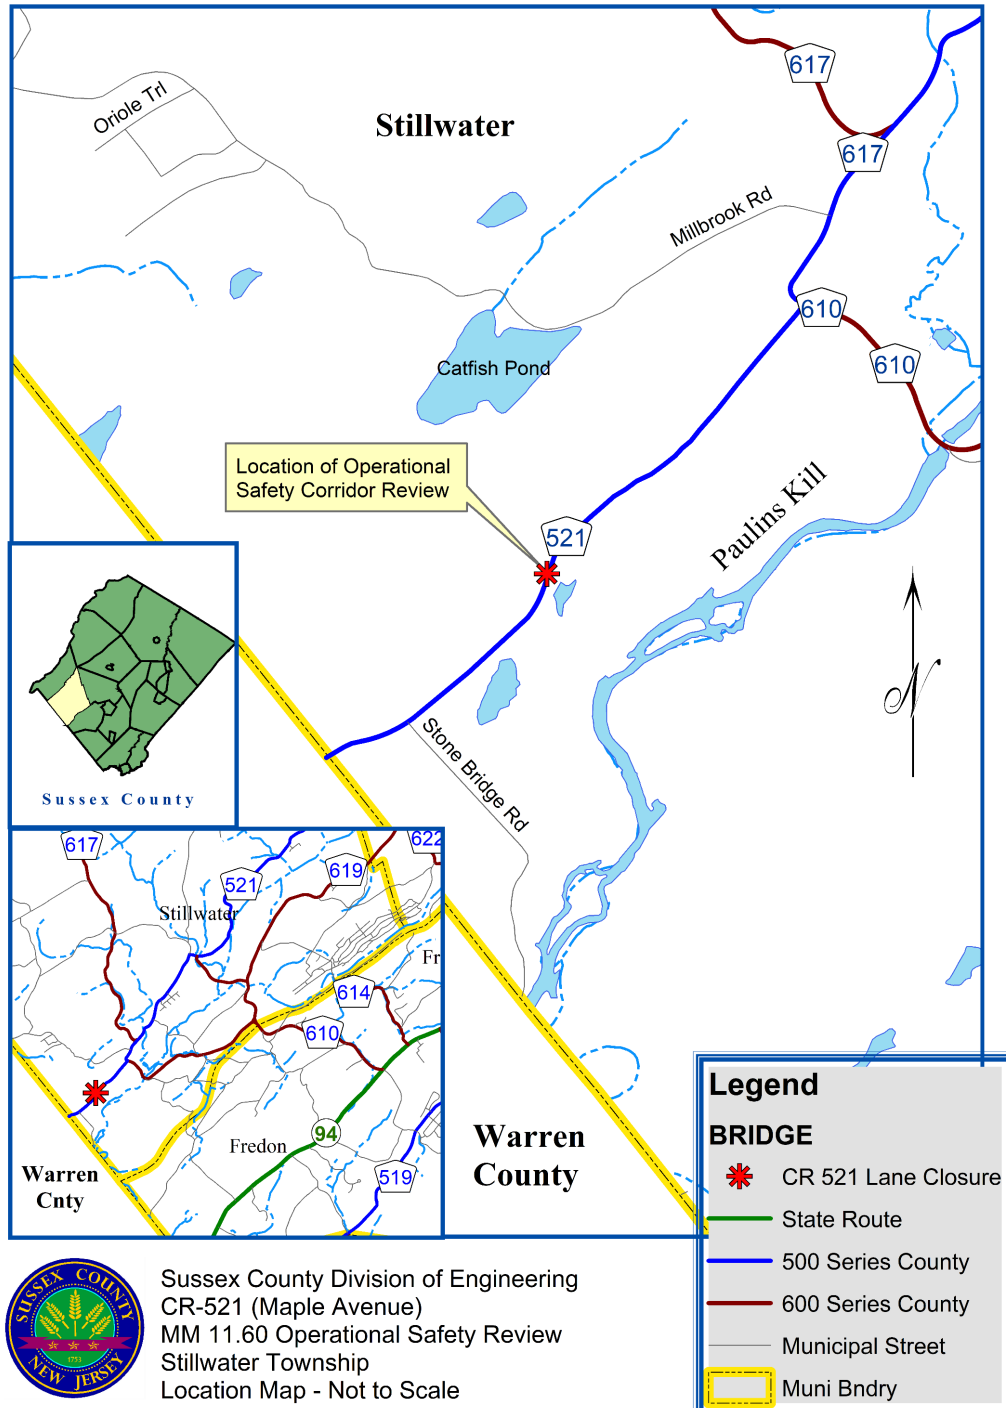 617
Oriole Trl
Stillwater
617
Millbrook Rd
610
610
Catfish Pond
Location of Operational
Safety Corridor Review
Paulins Kill
521
N
Stone Bridge Rd
Sussex County
617
622
619
521
Stillwater
Fr
614
610
94
Fredon
519
Warren
Cnty
Warren
County
Legend
BRIDGE
CR 521 Lane Closure
State Route
500 Series County
600 Series County
Municipal Street
Muni Bndry
SUSSEX COUNTY
1753
NEW JERSEY
Sussex County Division of Engineering
CR-521 (Maple Avenue)
MM 11.60 Operational Safety Review
Stillwater Township
Location Map - Not to Scale